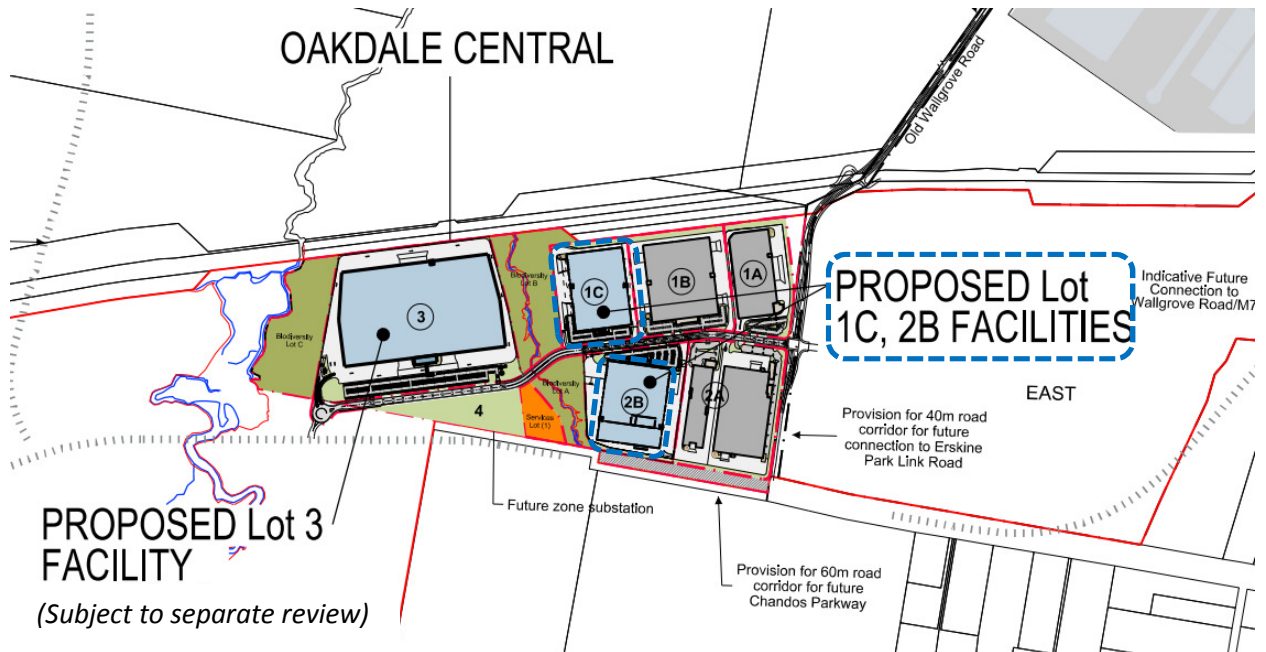 OAKDALE CENTRAL
Old Wallgrove Road
Biodiversity
Lot B
1C
1B
1A
PROPOSED Lot
1C, 2B FACILITIES
Indicative Future
Connection to
Wallgrove Road/M7
3
Biodiversity
Lot C
Biodiversity
Lot A
2B
2A
EAST
4
Services
Lot (1)
Provision for 40m road
corridor for future
connection to Erskine
Park Link Road
Future zone substation
PROPOSED Lot 3
FACILITY
(Subject to separate review)
Provision for 60m road
corridor for future
Chandos Parkway